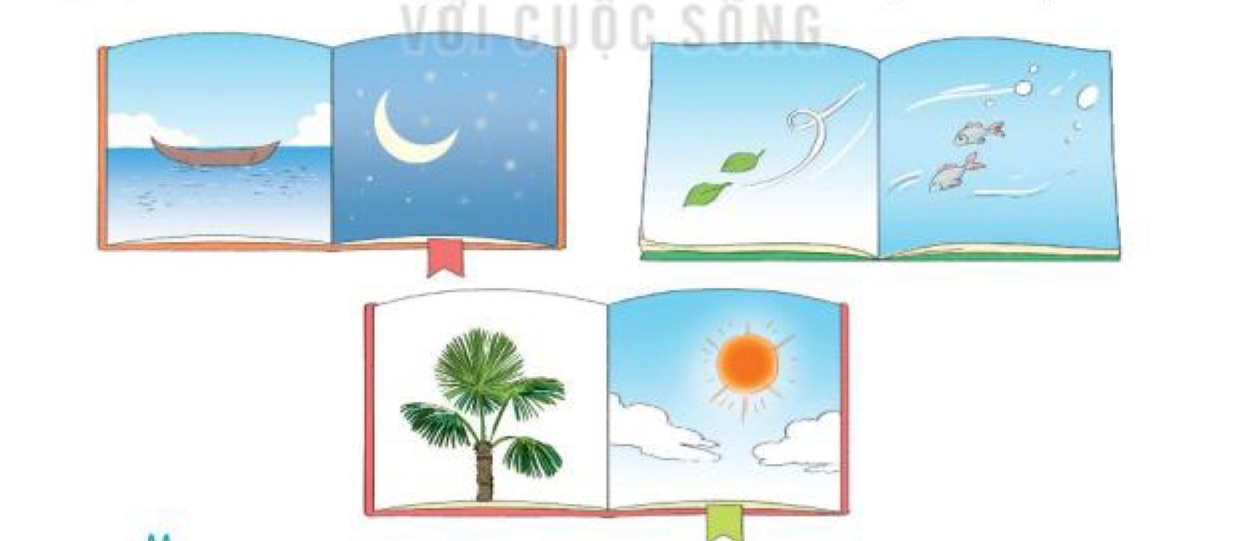 VỚI CUỘC SỐNG